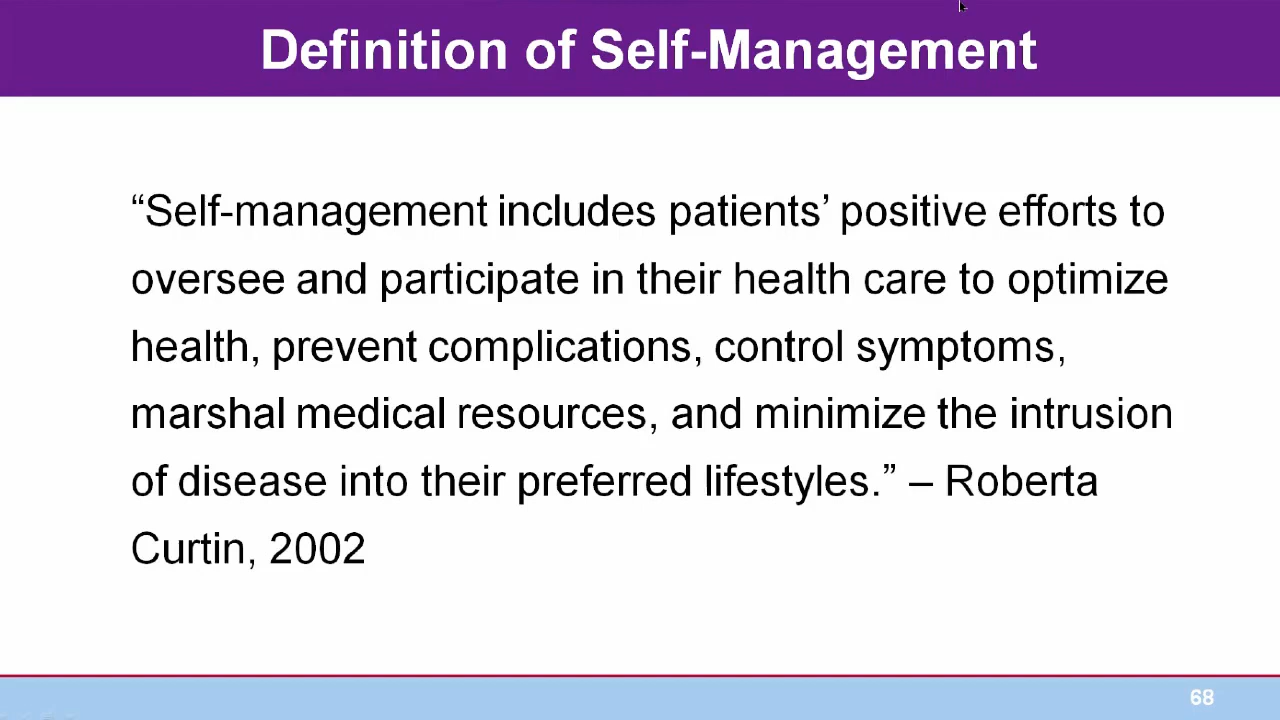 Definition of Self-Management
“Self-management includes patients’ positive efforts to
oversee and participate in their health care to optimize
health, prevent complications, control symptoms,
marshal medical resources, and minimize the intrusion
of disease into their preferred lifestyles.” – Roberta
Curtin, 2002
68